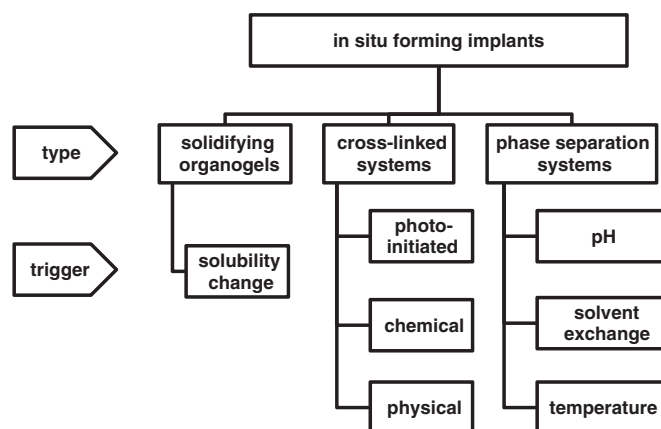 in situ forming implants
type
solidifying
organogels
cross-linked
systems
phase separation
systems
trigger
solubility
change
photo-
initiated
chemical
physical
pH
solvent
exchange
temperature